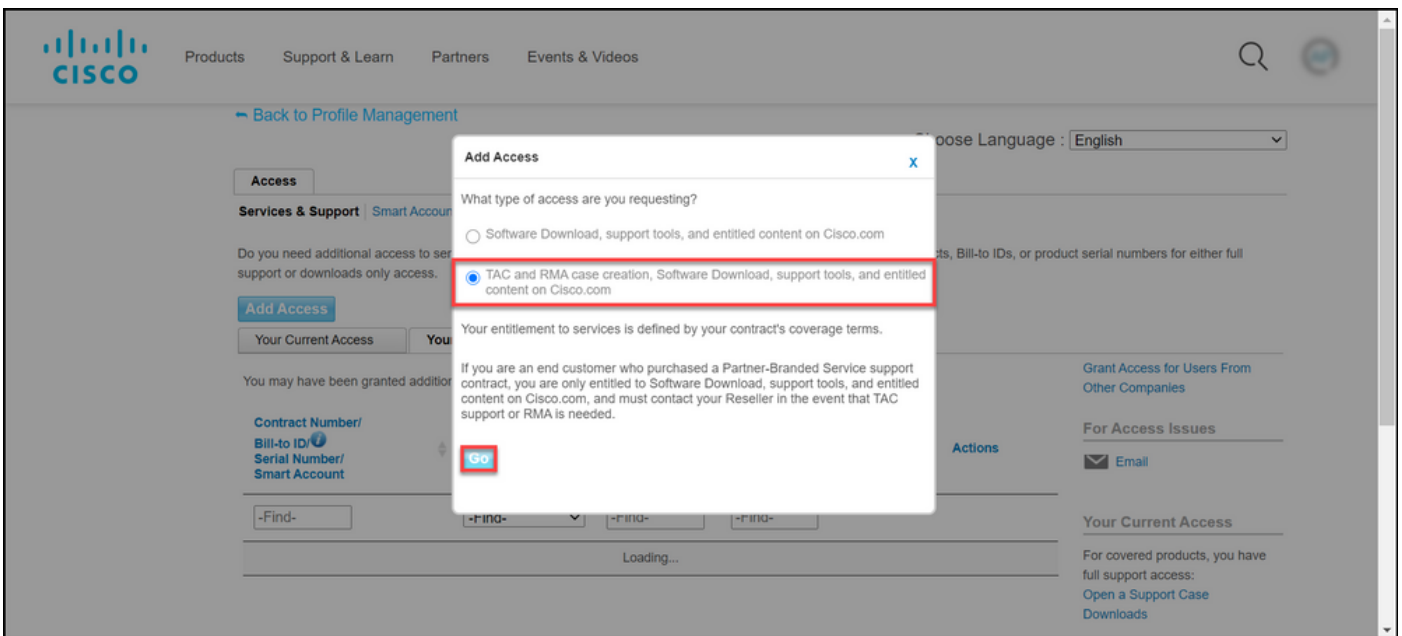 CISCO
Products Support & Learn Partners Events & Videos
Back to Profile Management
oose Language : English
Add Access
X
Access
What type of access are you requesting?
Services & Support Smart Accoun
Software Download, support tools, and entitled content on Cisco.com
Do you need additional access to ser
cts, Bill-to IDs, or product serial numbers for either full
support or downloads only access.
TAC and RMA case creation, Software Download, support tools, and entitled
content on Cisco.com
Add Access
Your entitlement to services is defined by your contract's coverage terms.
Your Current Access You
If you are an end customer who purchased a Partner-Branded Service support
contract, you are only entitled to Software Download, support tools, and entitled
content on Cisco.com, and must contact your Reseller in the event that TAC
support or RMA is needed.
You may have been granted addition
Grant Access for Users From
Other Companies
Contract Number/
Bill-to ID/
Serial Number/
Smart Account
Go
Actions
For Access Issues
Email
-Find- -Find- -Find- -Find-
Loading...
Your Current Access
For covered products, you have
full support access:
Open a Support Case
Downloads